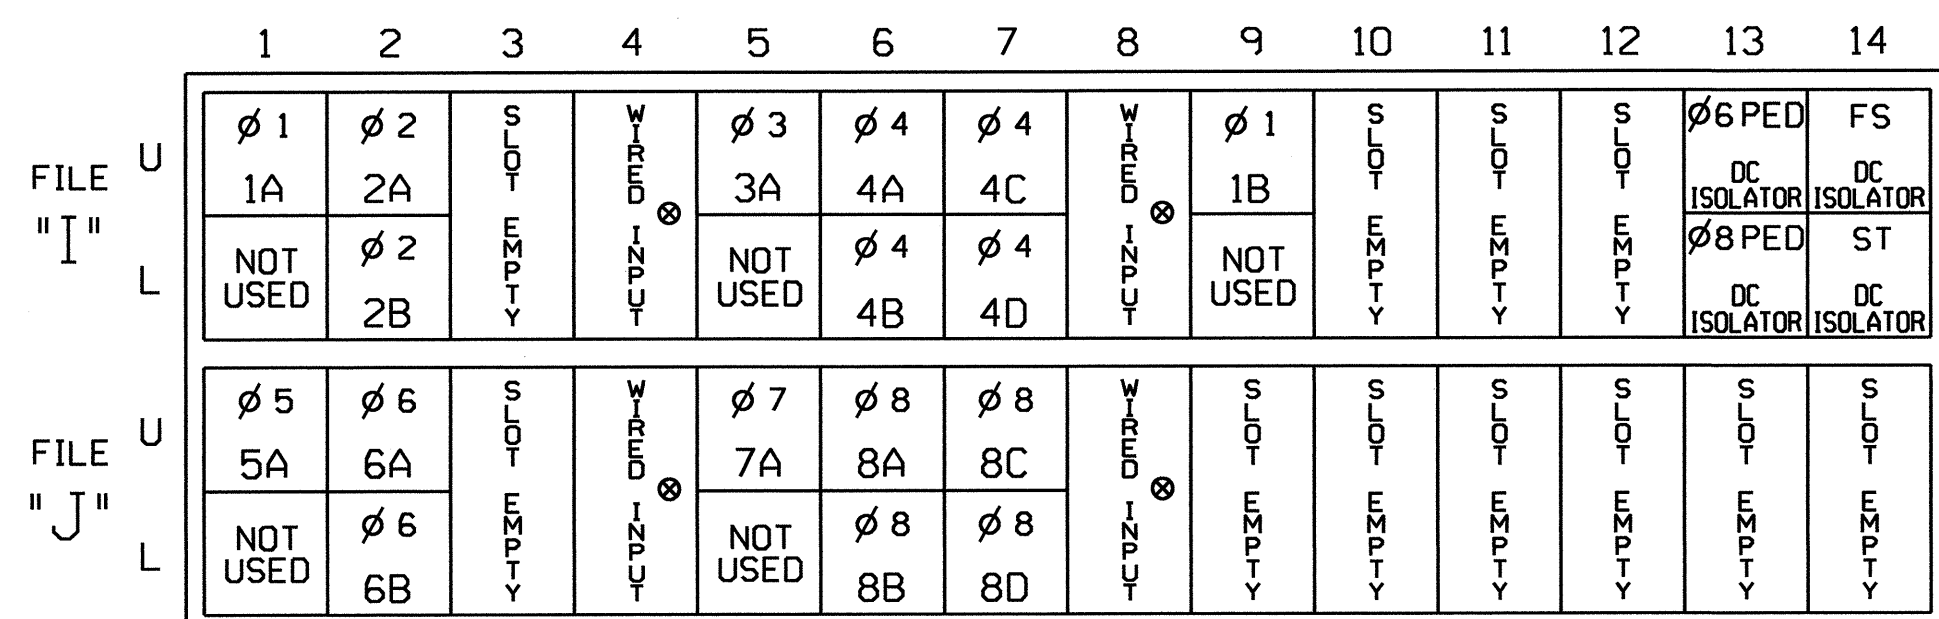 1 2 3 4 5 6 7 8 9 10 11 12 13 14
FILE "I"
U
Ø 1 Ø 2 SLOT EMPTY WIRED INPUT Ø 3 Ø 4 Ø 4 WIRED INPUT Ø 1 SLOT EMPTY SLOT EMPTY SLOT EMPTY Ø6 PED FS
1A 2A ⊗ 3A 4A 4C ⊗ 1B DC ISOLATOR DC ISOLATOR
L
NOT USED Ø 2 NOT USED Ø 4 Ø 4 NOT USED Ø8 PED ST
2B 4B 4D DC ISOLATOR DC ISOLATOR
FILE "J"
U
Ø 5 Ø 6 SLOT EMPTY WIRED INPUT Ø 7 Ø 8 Ø 8 WIRED INPUT SLOT EMPTY SLOT EMPTY SLOT EMPTY SLOT EMPTY SLOT EMPTY SLOT EMPTY
5A 6A ⊗ 7A 8A 8C ⊗
L
NOT USED Ø 6 NOT USED Ø 8 Ø 8
6B 8B 8D